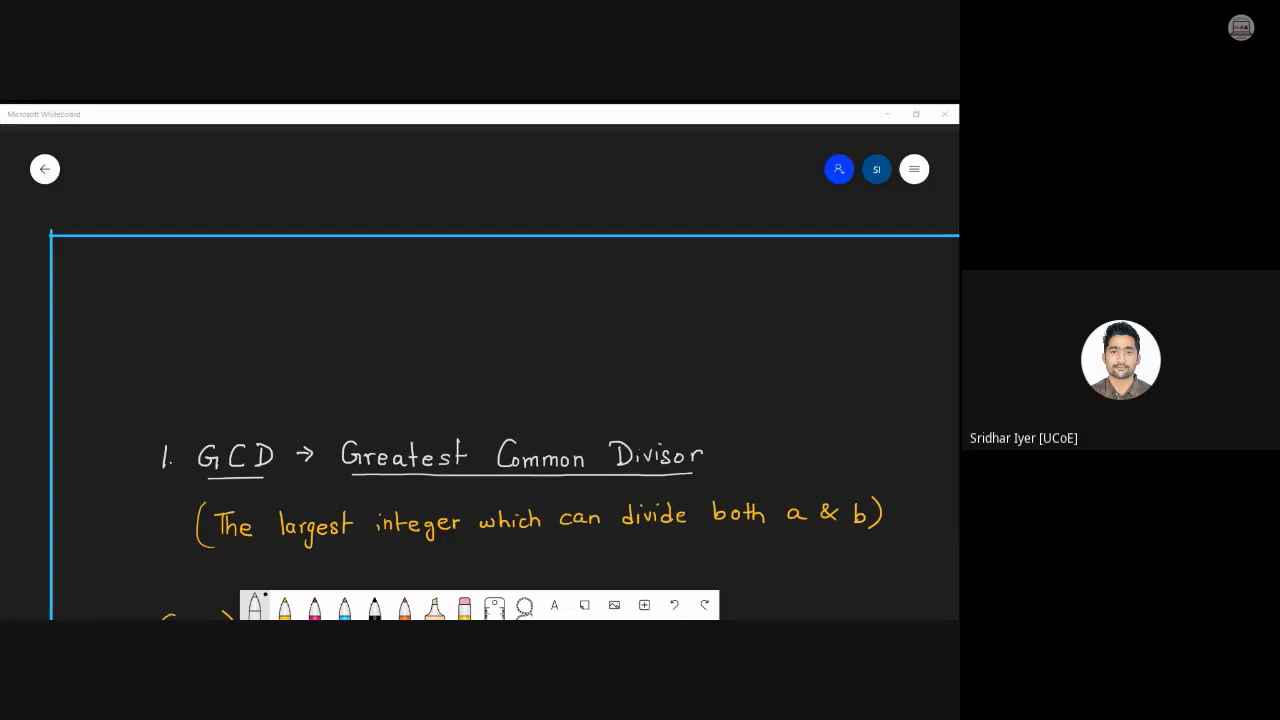 Microsoft Whiteboard
SI
1. GCD → Greatest Common Divisor
(The largest integer which can divide both a & b)
A
Sridhar Iyer [UCoE]